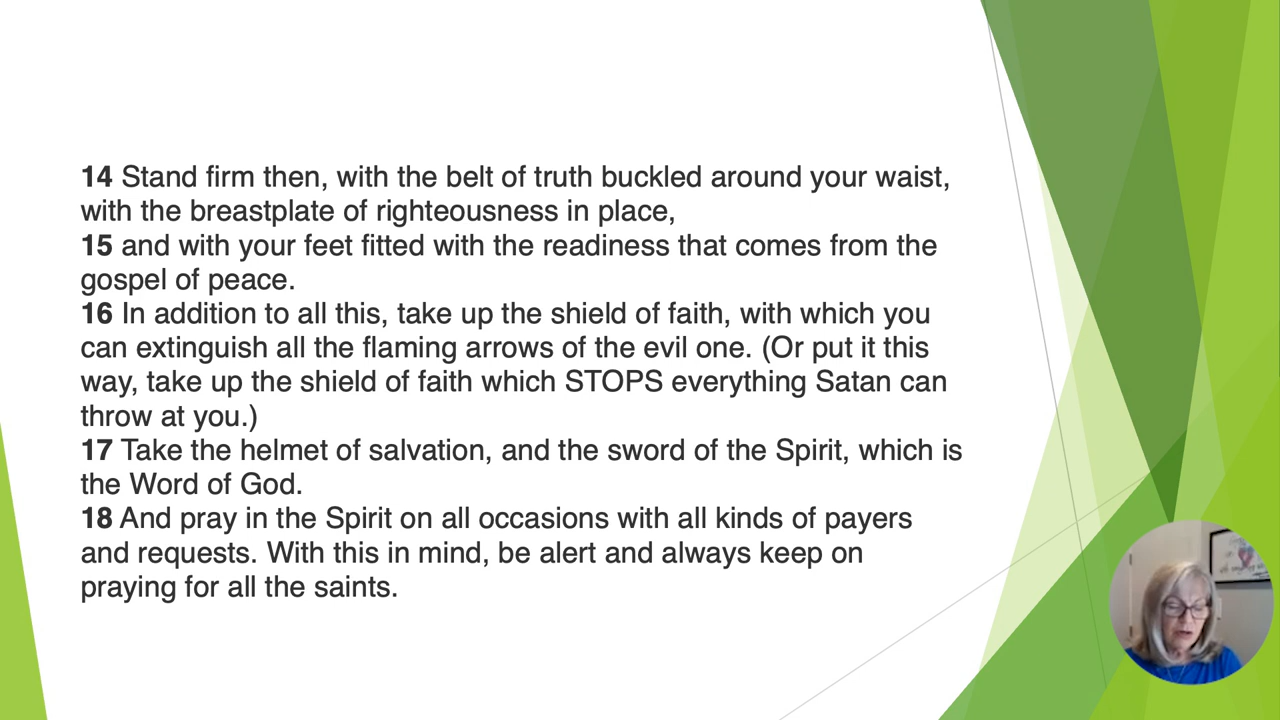 14 Stand firm then, with the belt of truth buckled around your waist,
with the breastplate of righteousness in place,
15 and with your feet fitted with the readiness that comes from the
gospel of peace.
16 In addition to all this, take up the shield of faith, with which you
can extinguish all the flaming arrows of the evil one. (Or put it this
way, take up the shield of faith which STOPS everything Satan can
throw at you.)
17 Take the helmet of salvation, and the sword of the Spirit, which is
the Word of God.
18 And pray in the Spirit on all occasions with all kinds of payers
and requests. With this in mind, be alert and always keep on
praying for all the saints.